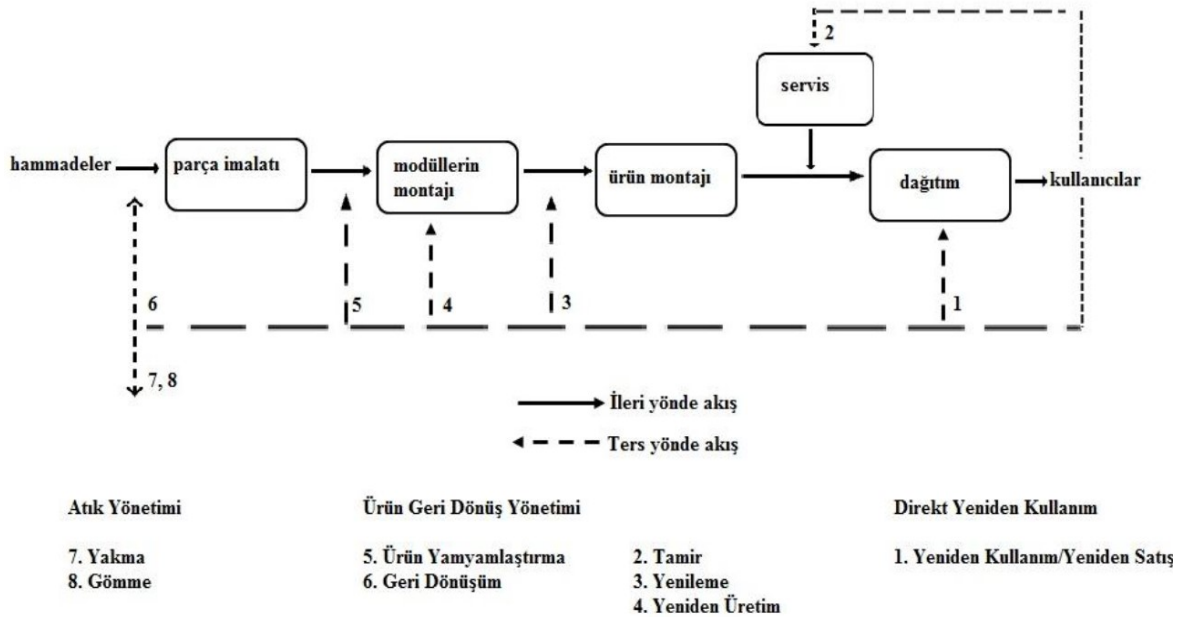 2
servis
hammadeler
parça imalatı
modüllerin
montajı
ürün montajı
dağıtım
kullanıcılar
6
5
4
3
1
7, 8
İleri yönde akış
Ters yönde akış
Atık Yönetimi
Ürün Geri Dönüş Yönetimi
Direkt Yeniden Kullanım
7. Yakma
5. Ürün Yamyamlaştırma
2. Tamir
1. Yeniden Kullanım/Yeniden Satış
8. Gömme
6. Geri Dönüşüm
3. Yenileme
4. Yeniden Üretim